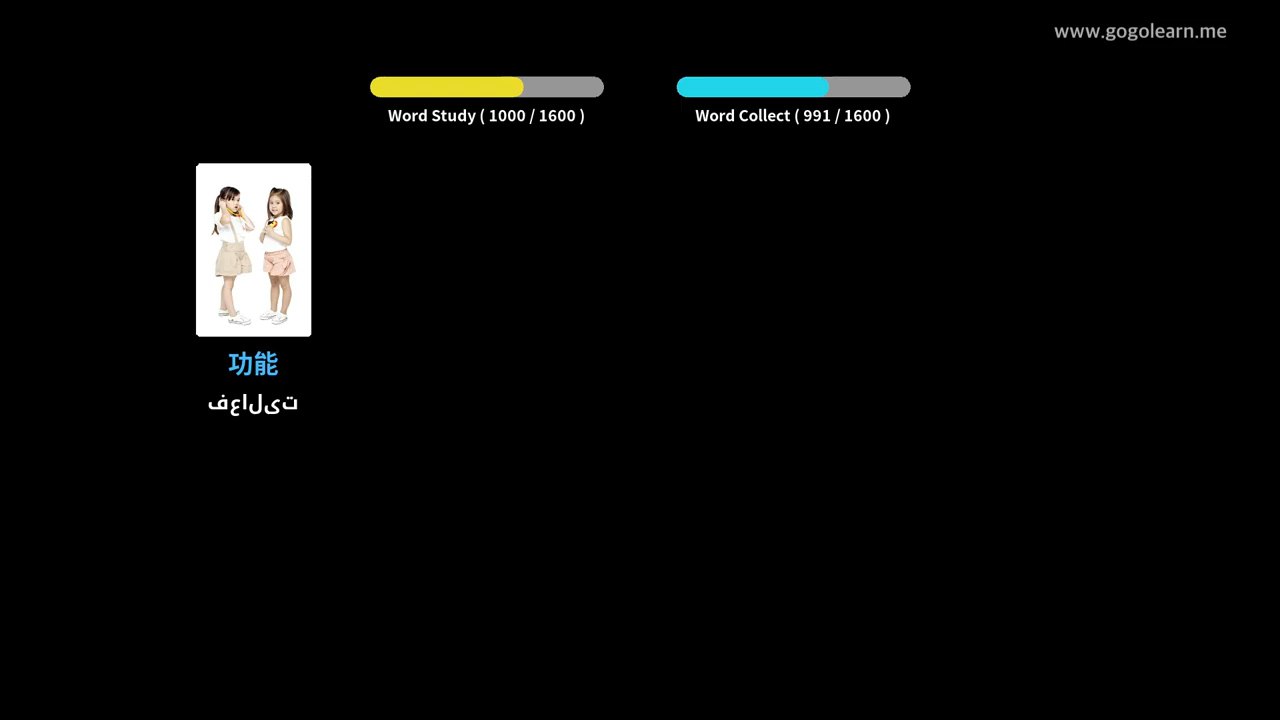 www.gogolearn.me
Word Study ( 1000 / 1600 )
Word Collect ( 991 / 1600 )
功能
فعالیت